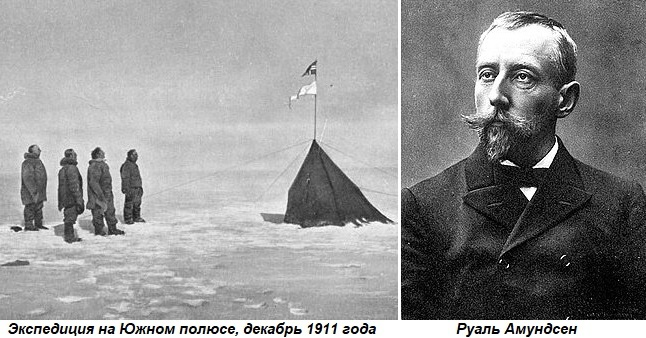 Экспедиция на Южном полюсе, декабрь 1911 года
Руаль Амундсен